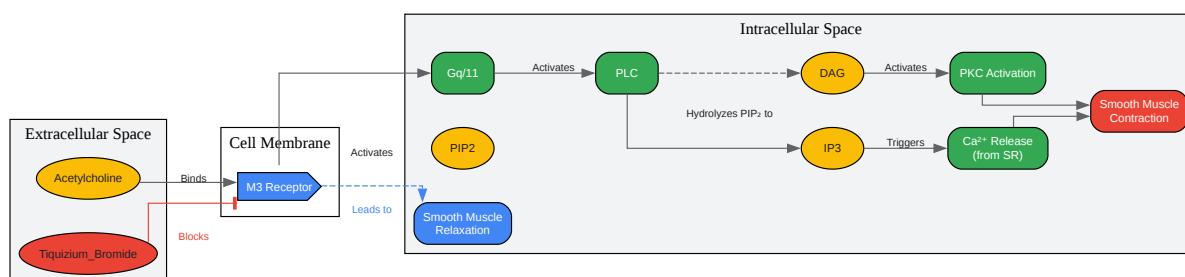 Intracellular Space
Gq/11
Activates
PLC
DAG
Activates
PKC Activation
Hydrolyzes PIP₂ to
Smooth Muscle
Contraction
Extracellular Space
Cell Membrane
Activates
PIP2
IP3
Triggers
Ca²⁺ Release
(from SR)
Acetylcholine
Binds
M3 Receptor
Leads to
Smooth Muscle
Relaxation
Blocks
Tiquizium_Bromide